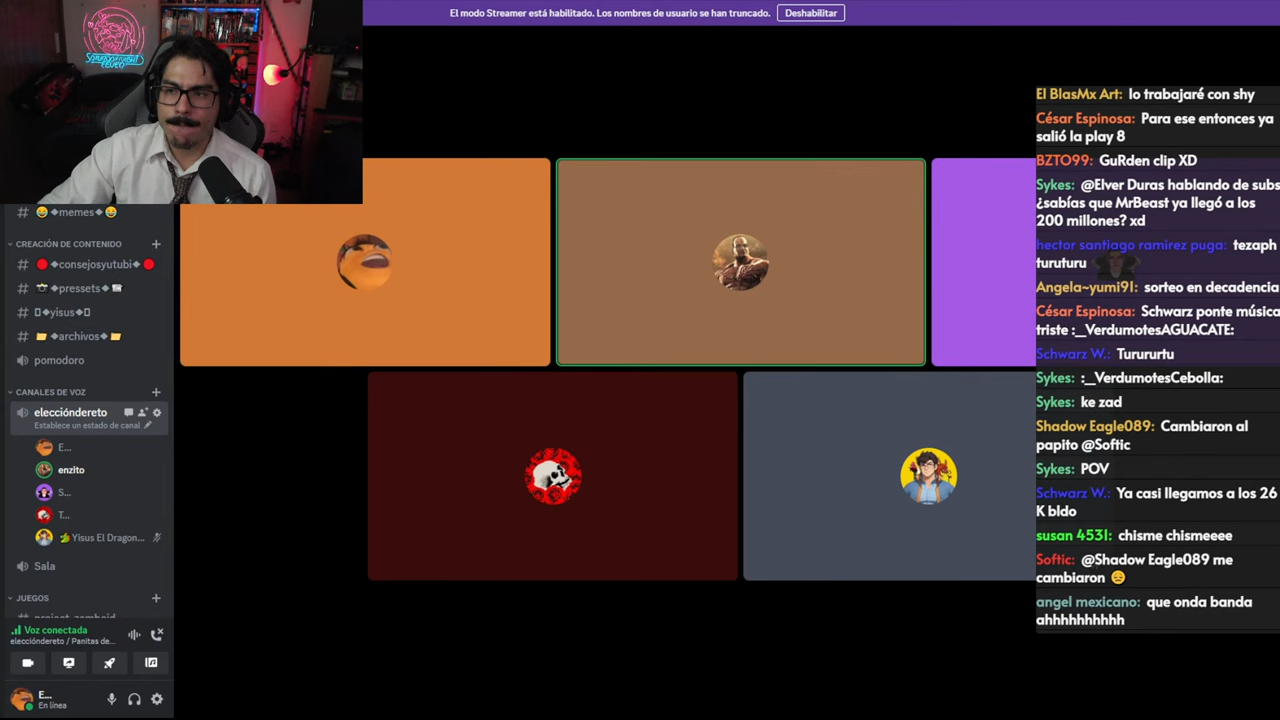 El modo Streamer está habilitado. Los nombres de usuario se han truncado.
Deshabilitar
# 😄◆memes◆😄
CREACIÓN DE CONTENIDO
# 🔴◆consejosyutubi◆🔴
# 📷◆pressets◆📷
# ▯◆yisus◆▯
# 📁◆archivos◆📁
pomodoro
CANALES DE VOZ
eleccióndereto
Establece un estado de canal
E...
enzito
S...
T...
Yisus El Dragon...
Sala
JUEGOS
# project_zomboid
Voz conectada
eleccióndereto / Panitas de...
E...
En línea
El BlasMx Art: lo trabajaré con shy
César Espinosa: Para ese entonces ya
salió la play 8
BZTO99: GuRden clip XD
Sykes: @Elver Duras hablando de subs
¿sabías que MrBeast ya llegó a los
200 millones? xd
hector santiago ramirez puga: tezaph
turuturu
Angela~yumi91: sorteo en decadencia
César Espinosa: Schwarz ponte música
triste :_VerdumotesAGUACATE:
Schwarz W.: Turururtu
Sykes: :_VerdumotesCebolla:
Sykes: ke zad
Shadow Eagle089: Cambiaron al
papito @Softic
Sykes: POV
Schwarz W.: Ya casi llegamos a los 26
K bldo
susan 4531: chisme chismeeee
Softic: @Shadow Eagle089 me
cambiaron 😔
angel mexicano: que onda banda
ahhhhhhhhhh